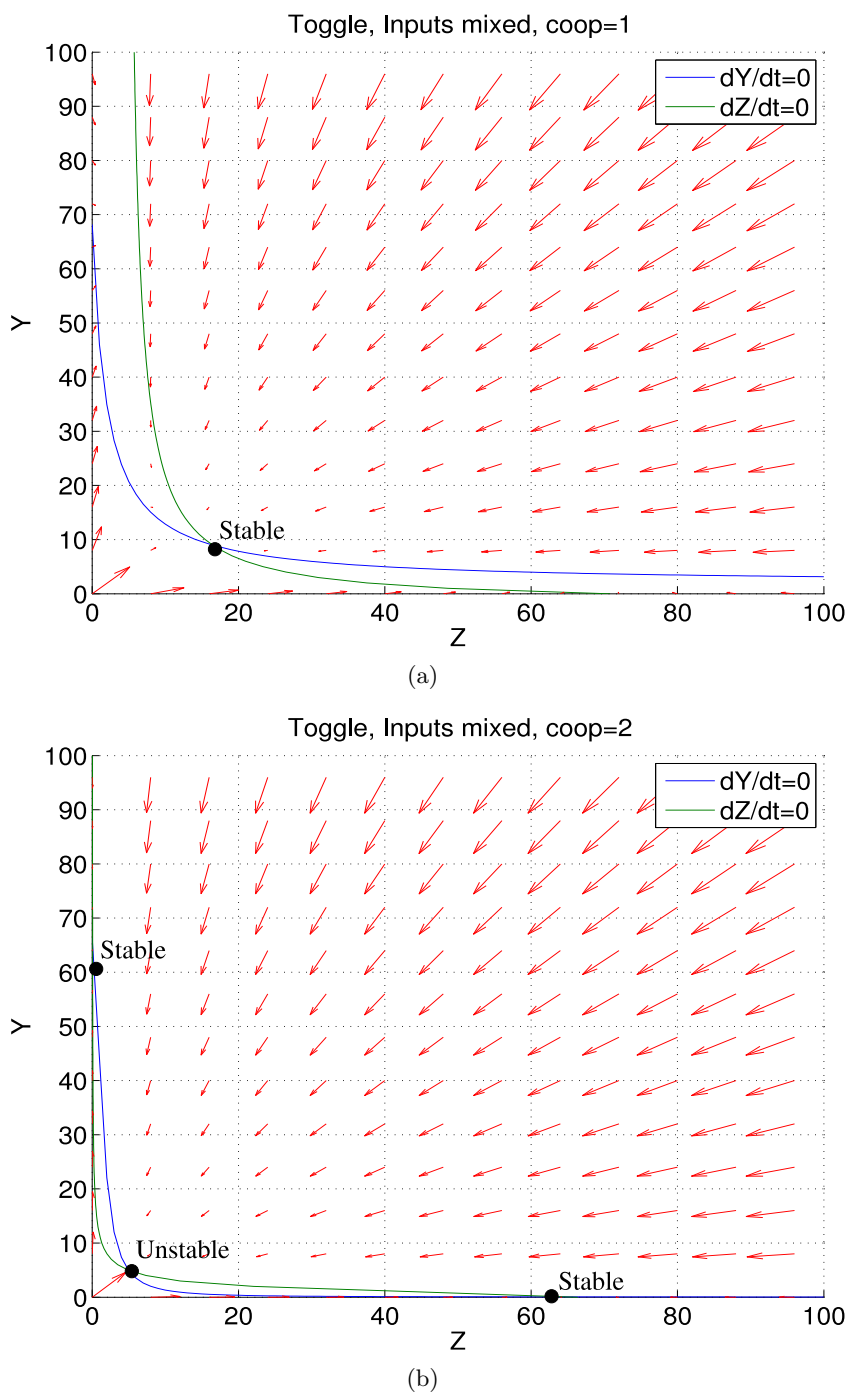 Toggle, Inputs mixed, coop=1
100
90
80
70
60
50
40
30
20
10
0
Y
dY/dt=0
dZ/dt=0
Stable
0 20 40 60 80 100
Z
(a)
Toggle, Inputs mixed, coop=2
100
90
80
70
60
50
40
30
20
10
0
Y
dY/dt=0
dZ/dt=0
Stable
Unstable
Stable
0 20 40 60 80 100
Z
(b)